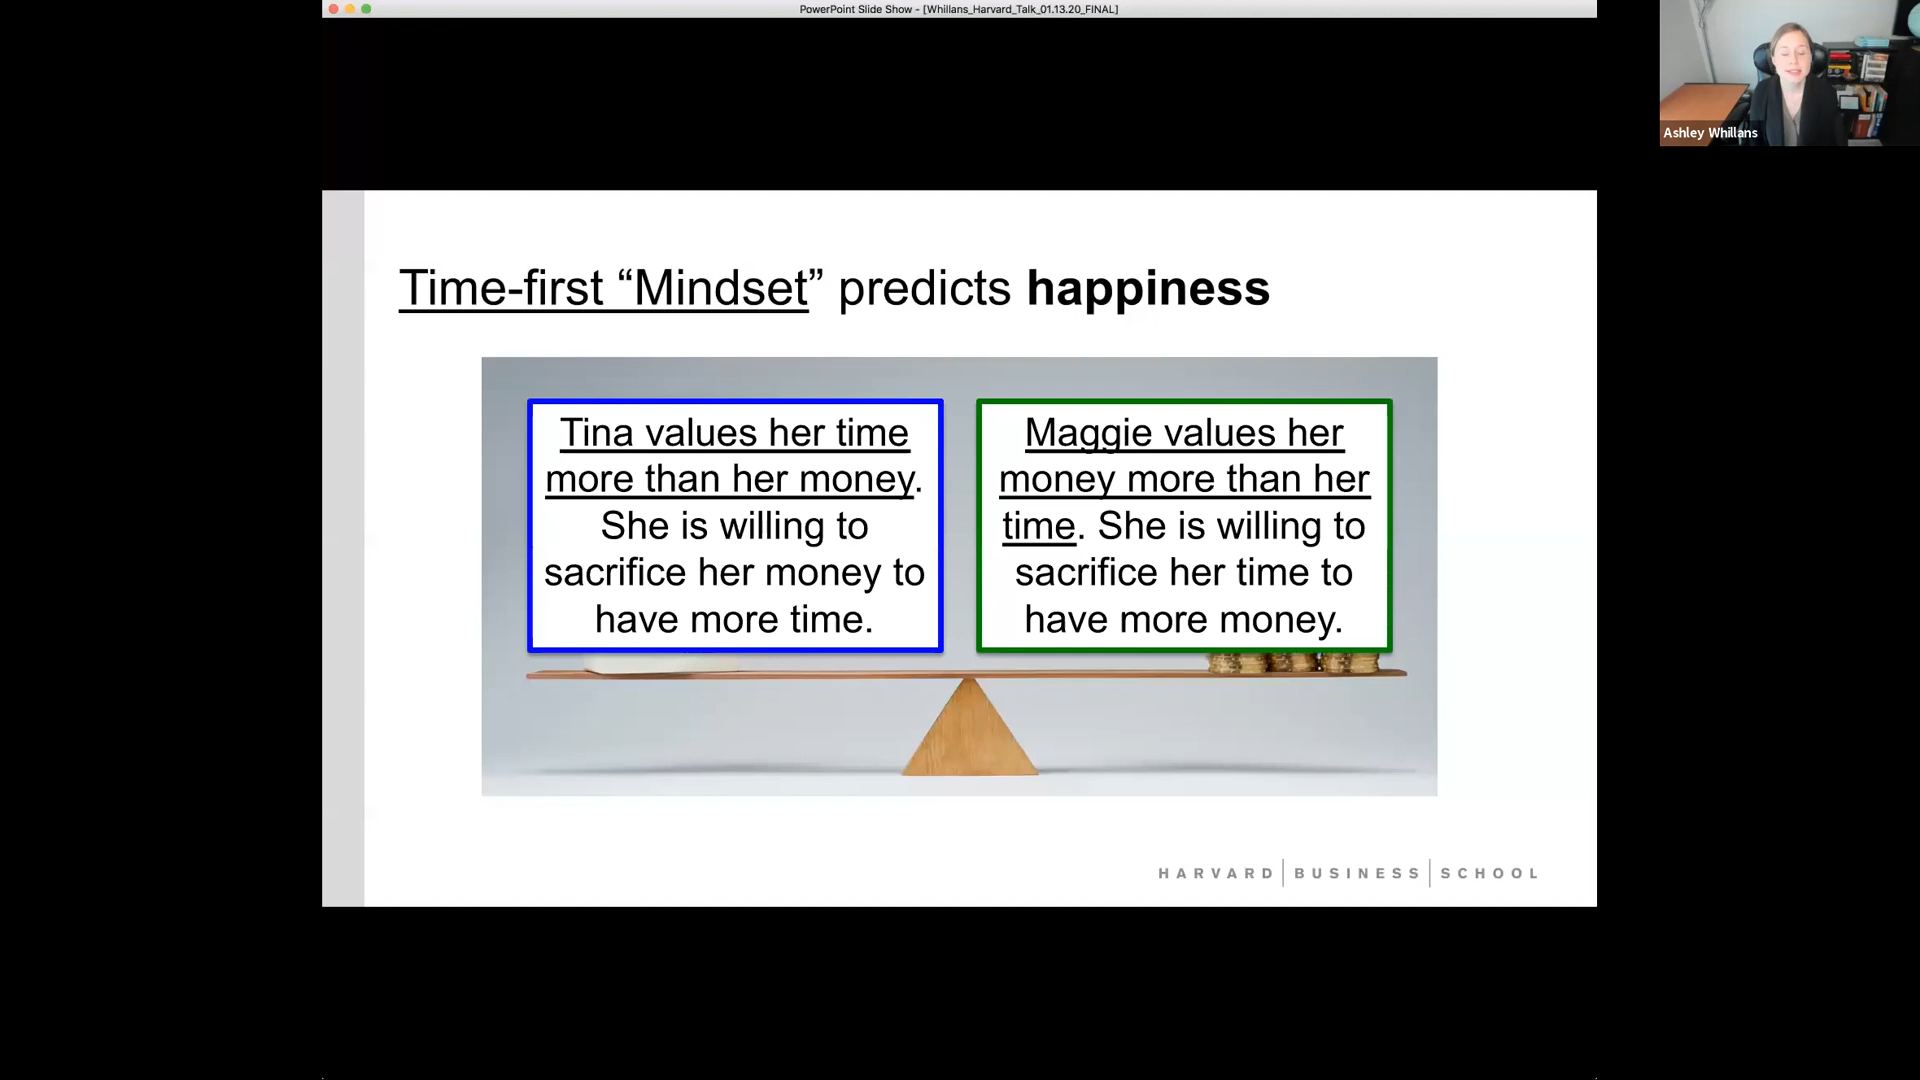 PowerPoint Slide Show - [Whillans_Harvard_Talk_01.13.20_FINAL]
Ashley Whillans
Time-first “Mindset” predicts happiness
Tina values her time
more than her money.
She is willing to
sacrifice her money to
have more time.
Maggie values her
money more than her
time. She is willing to
sacrifice her time to
have more money.
HARVARD | BUSINESS | SCHOOL